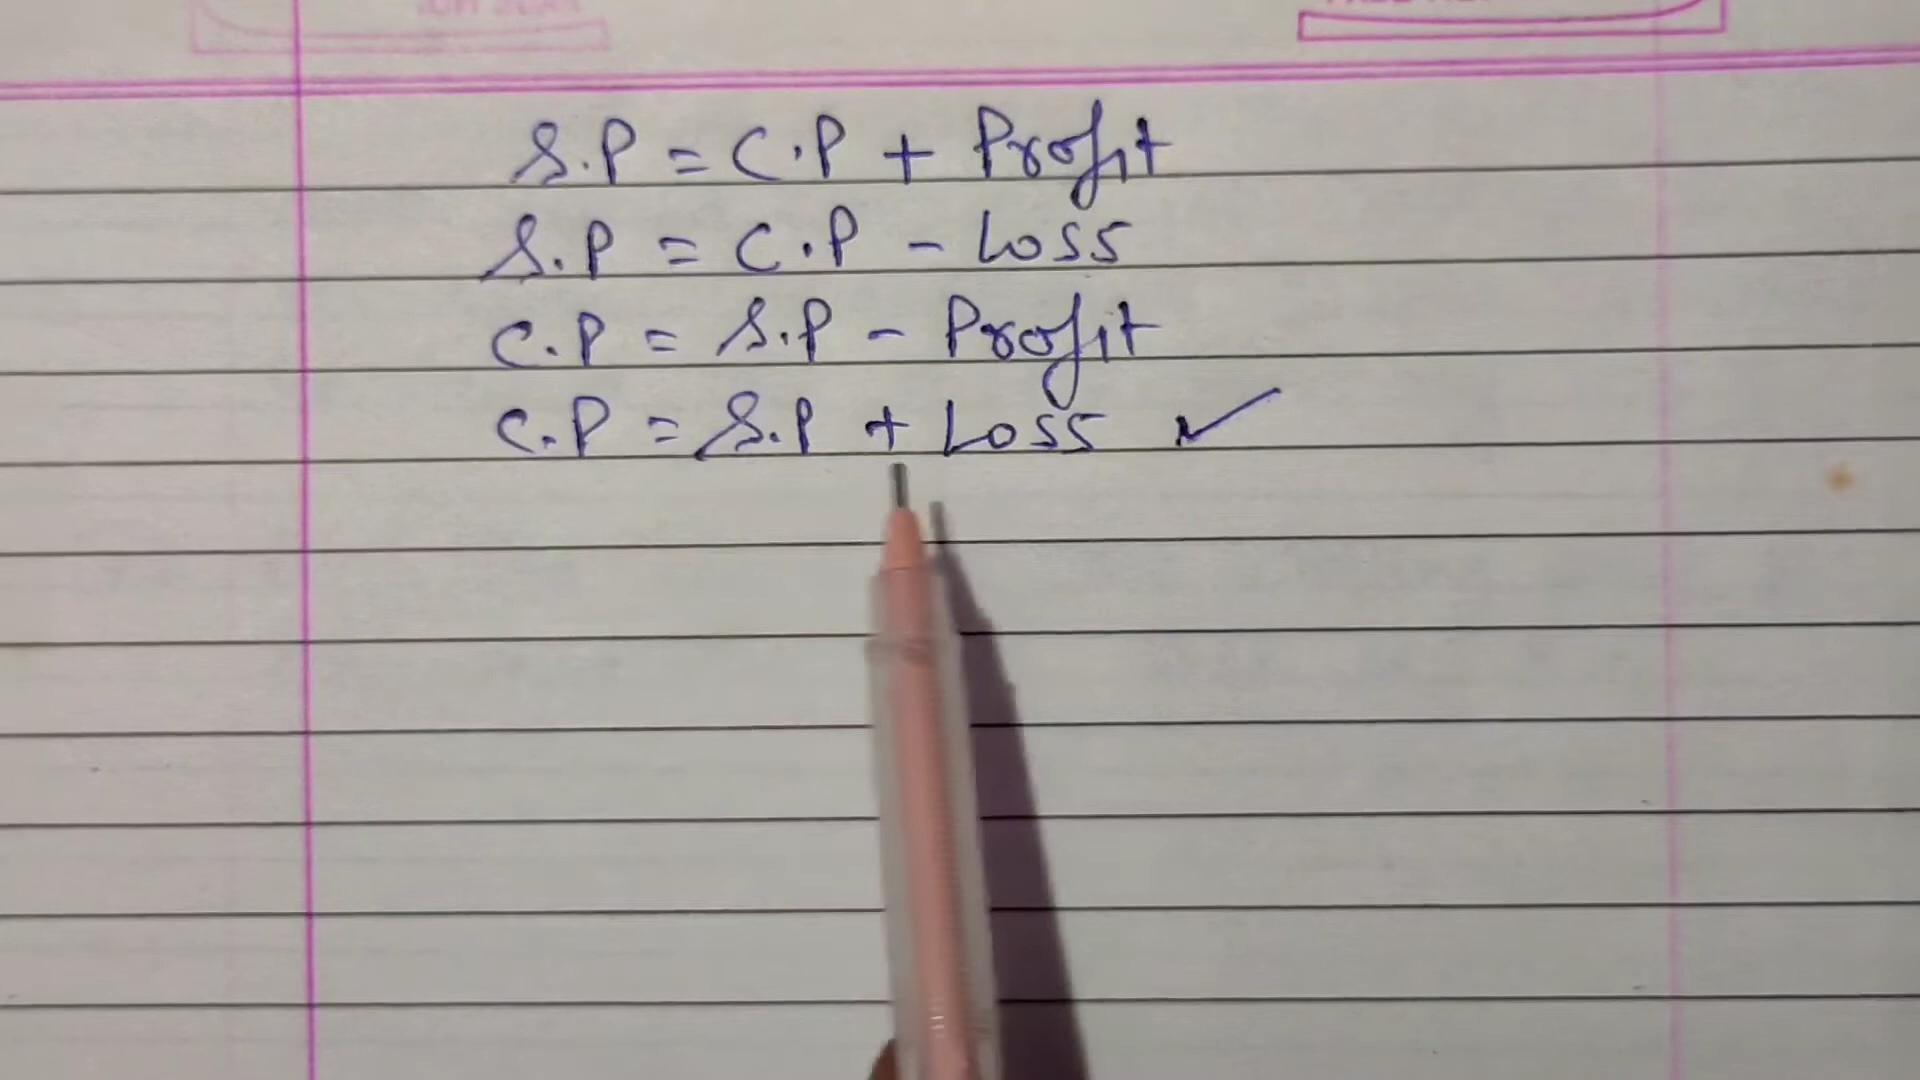 S.P = C.P + Profit
S.P = C.P - Loss
C.P = S.P - Profit
C.P = S.P + Loss ✓